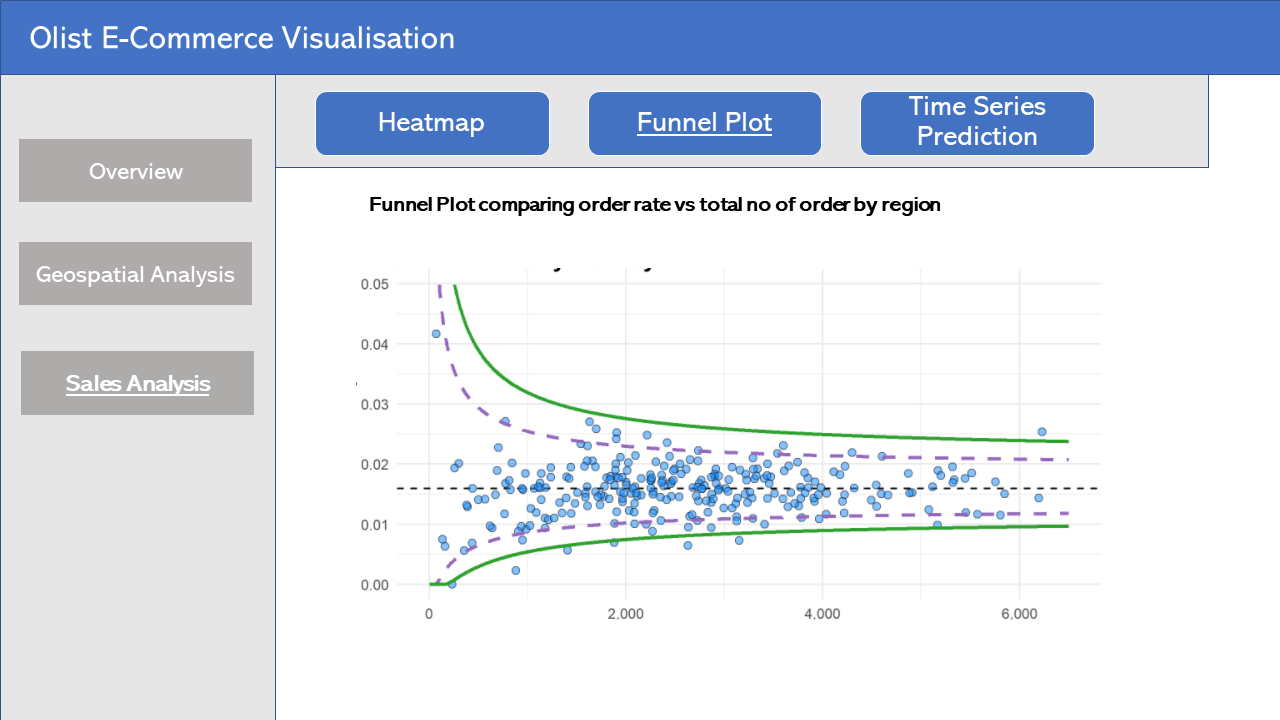 Olist E-Commerce Visualisation
Heatmap
Funnel Plot
Time Series
Prediction
Overview
Geospatial Analysis
Sales Analysis
Funnel Plot comparing order rate vs total no of order by region
0.05
0.04
0.03
0.02
0.01
0.00
0
2,000
4,000
6,000